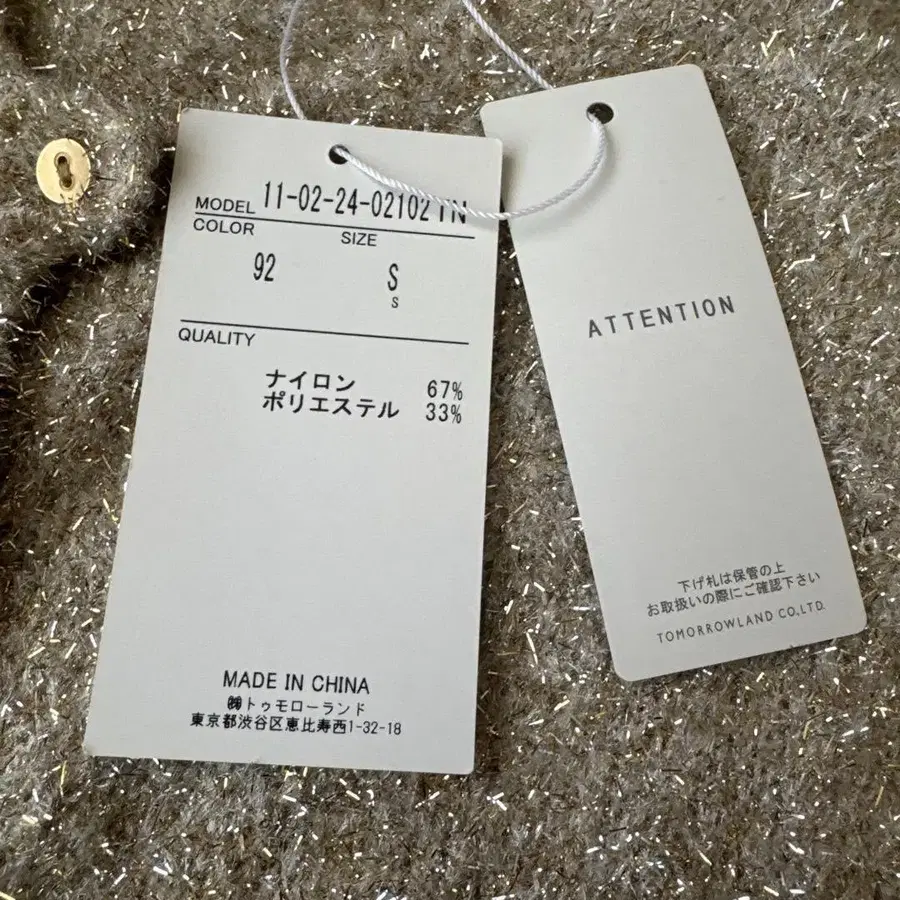 MODEL 11-02-24-02102
COLOR SIZE
92 S
S
QUALITY
ナイロン 67%
ポリエステル 33%
MADE IN CHINA
㈱トゥモローランド
東京都渋谷区恵比寿西1-32-18
ATTENTION
下げ札は保管の上
お取扱いの際にご確認下さい
TOMORROWLAND CO.,LTD.